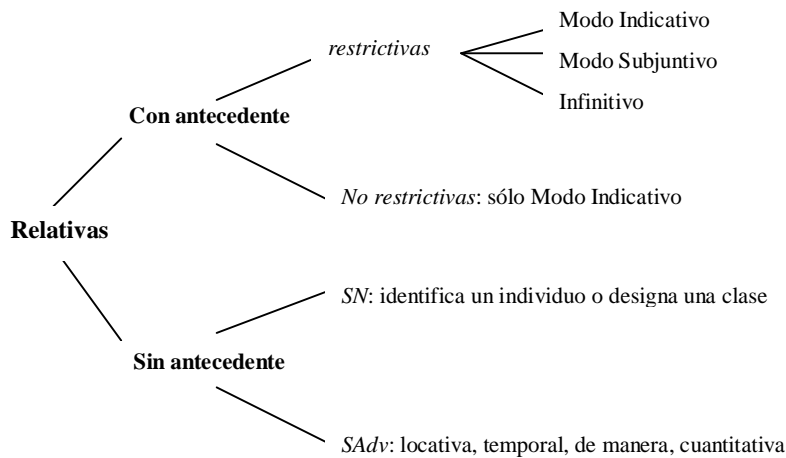 Modo Indicativo
restrictivas
Modo Subjuntivo
Infinitivo
Con antecedente
No restrictivas: sólo Modo Indicativo
Relativas
SN: identifica un individuo o designa una clase
Sin antecedente
SAdv: locativa, temporal, de manera, cuantitativa